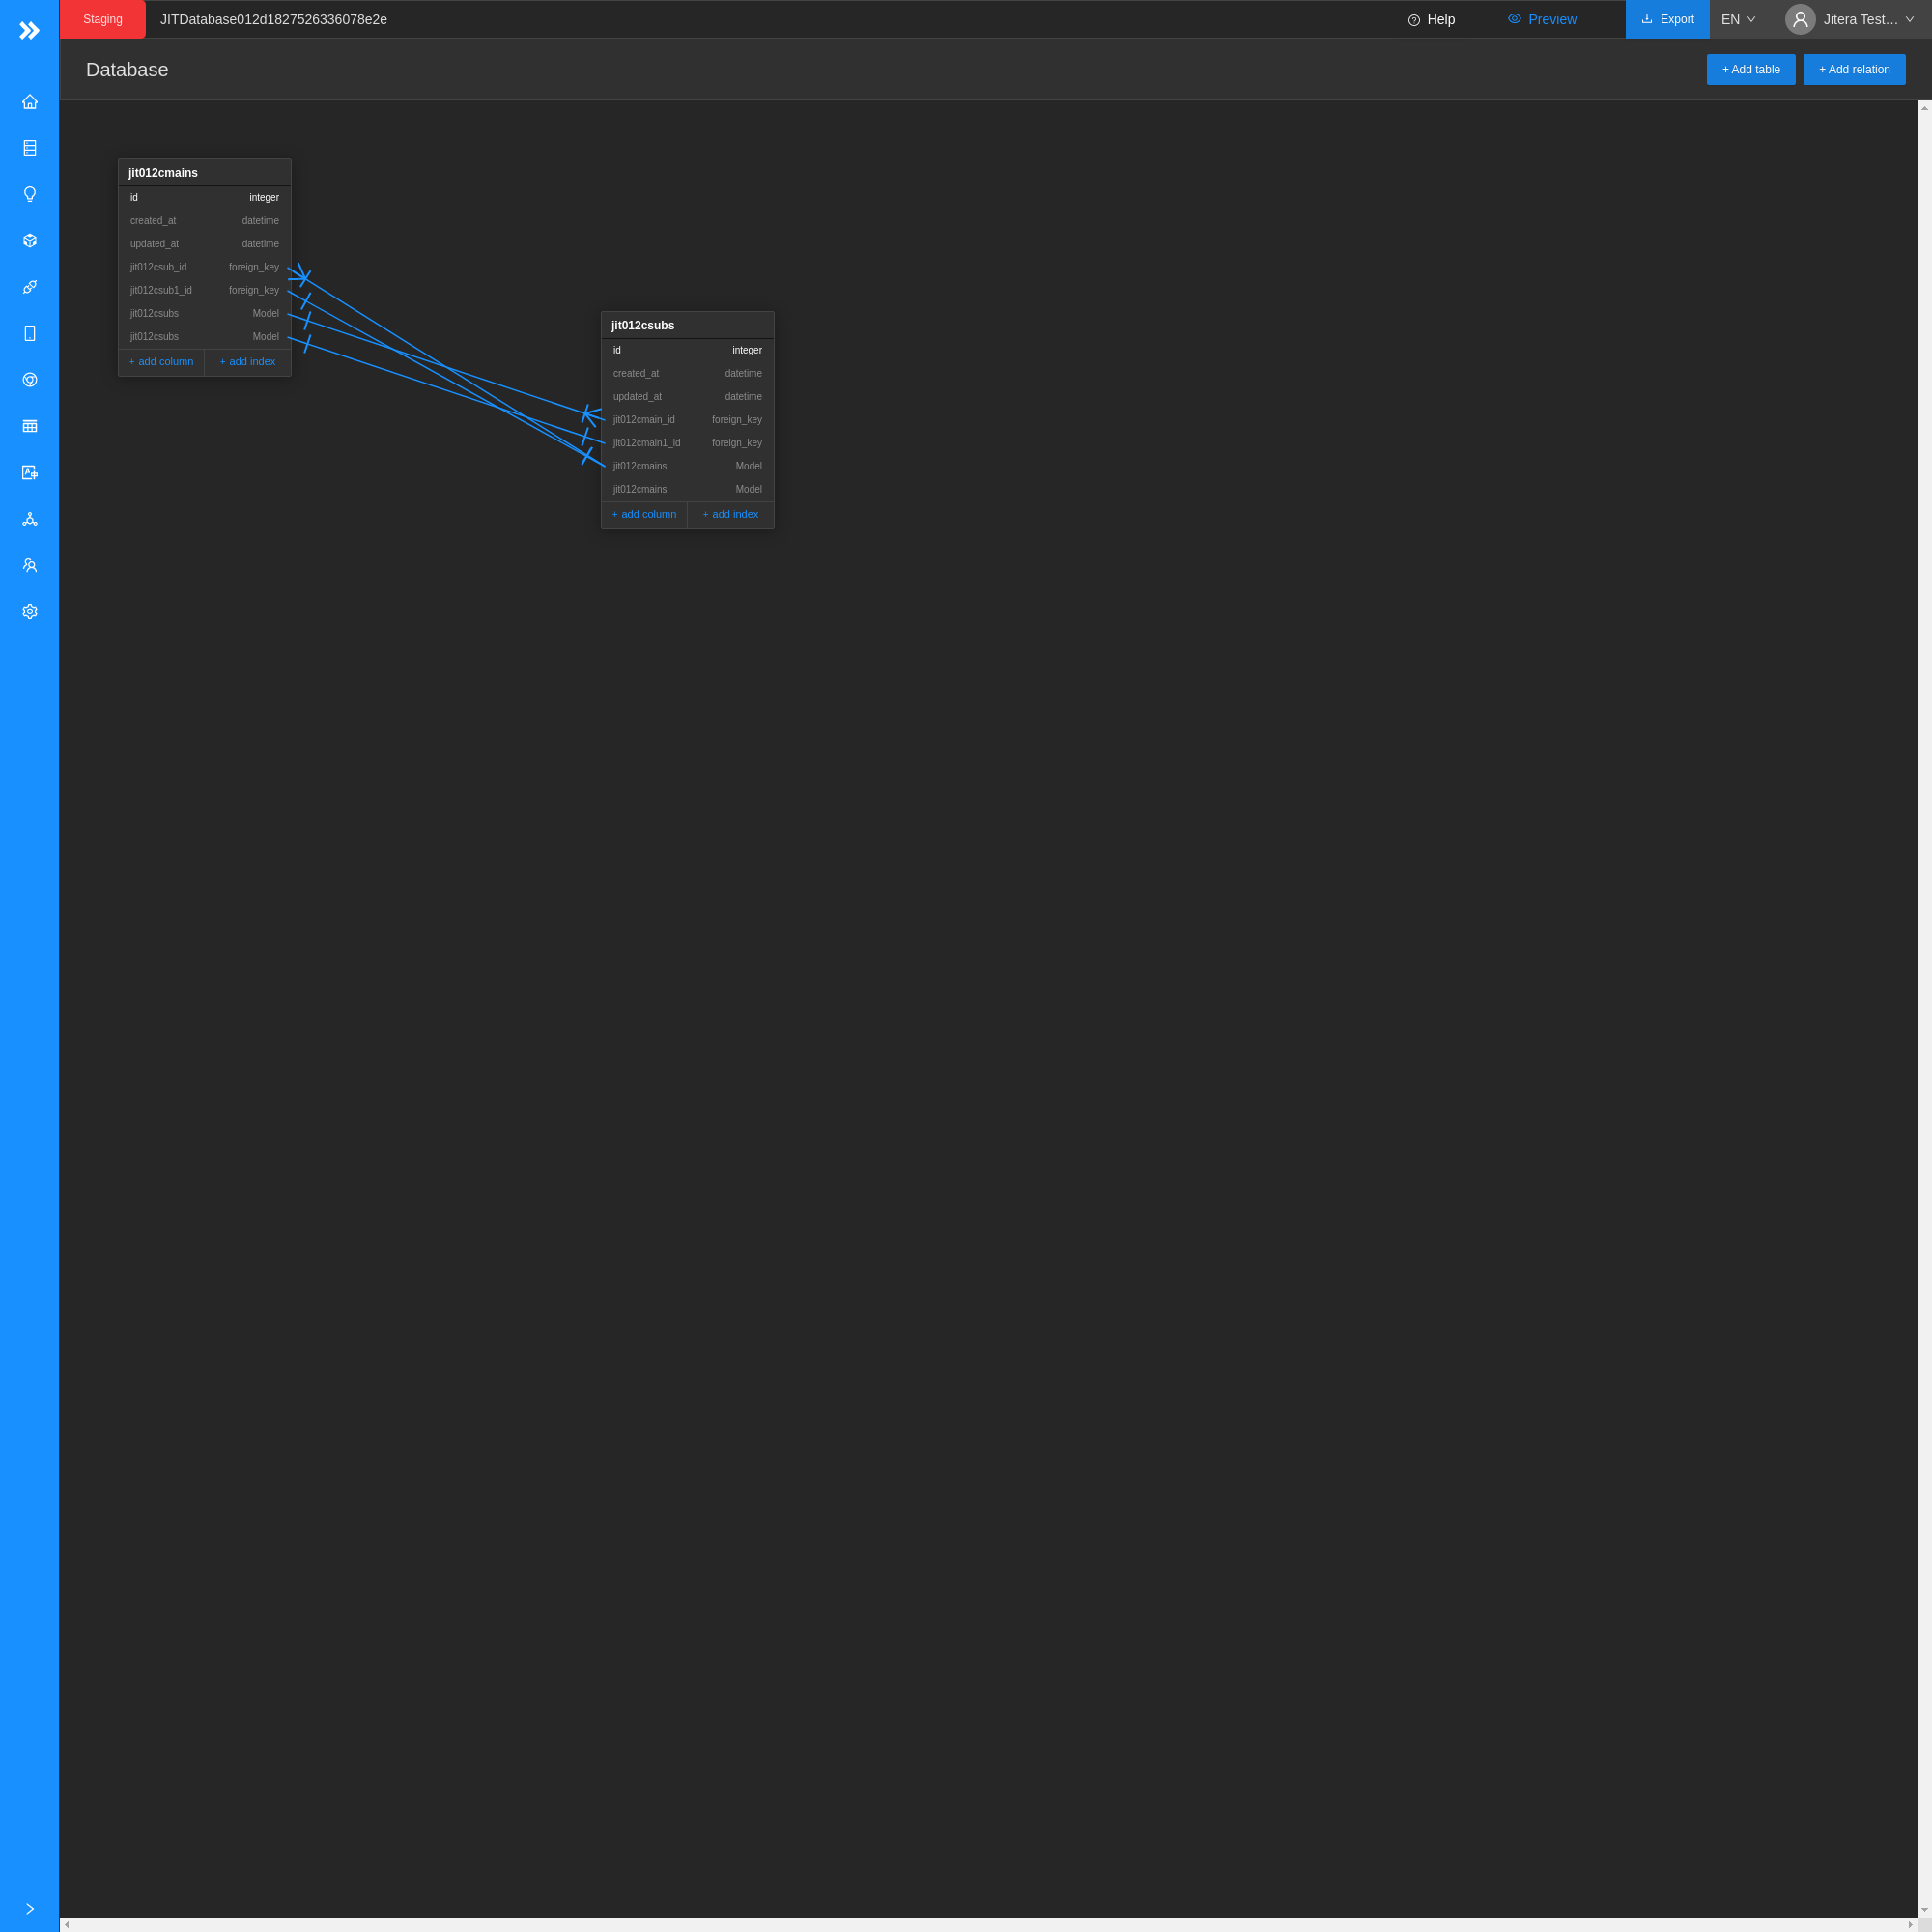 Staging JITDatabase012d1827526336078e2e Help Preview Export EN Jitera Test…
Database + Add table + Add relation
jit012cmains
id integer
created_at datetime
updated_at datetime
jit012csub_id foreign_key
jit012csub1_id foreign_key
jit012csubs Model
jit012csubs Model
+ add column + add index
jit012csubs
id integer
created_at datetime
updated_at datetime
jit012cmain_id foreign_key
jit012cmain1_id foreign_key
jit012cmains Model
jit012cmains Model
+ add column + add index